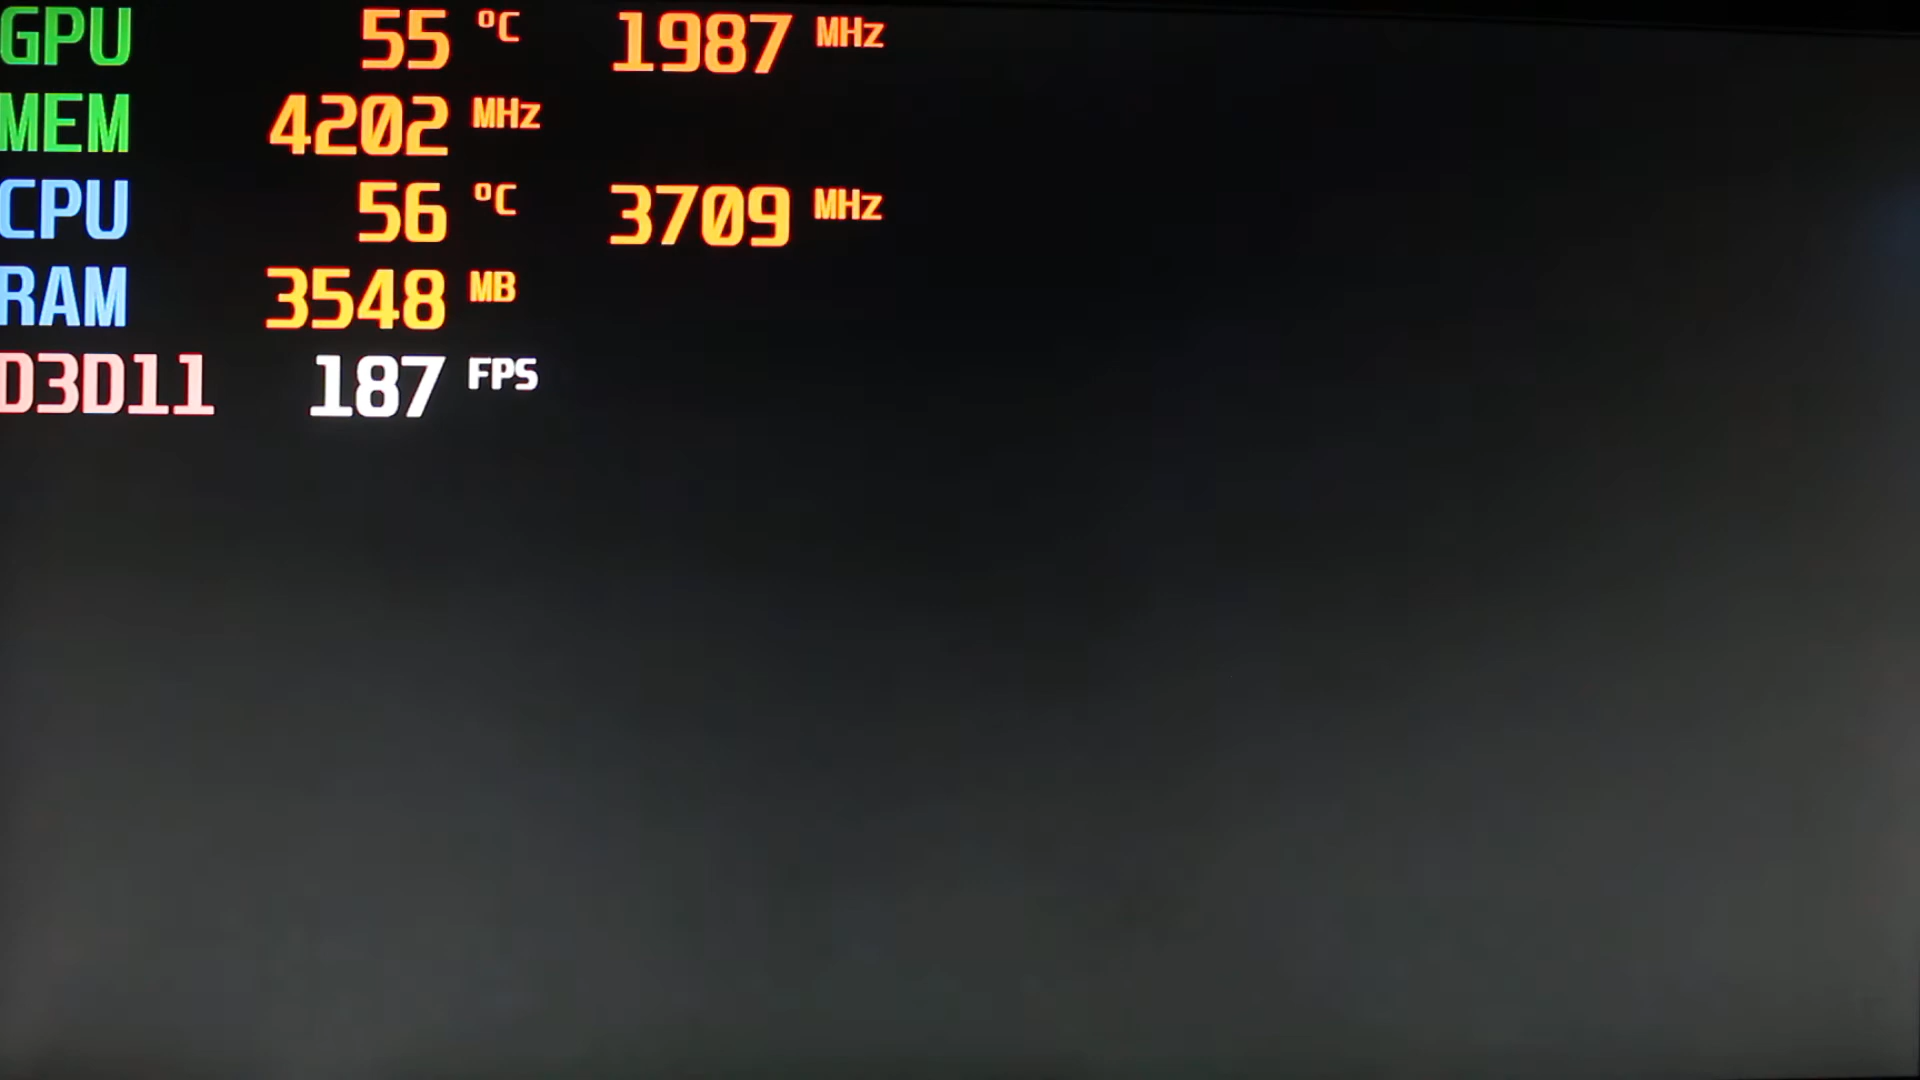 GPU 55 °C 1987 MHz
MEM 4202 MHz
CPU 56 °C 3709 MHz
RAM 3548 MB
D3D11 187 FPS